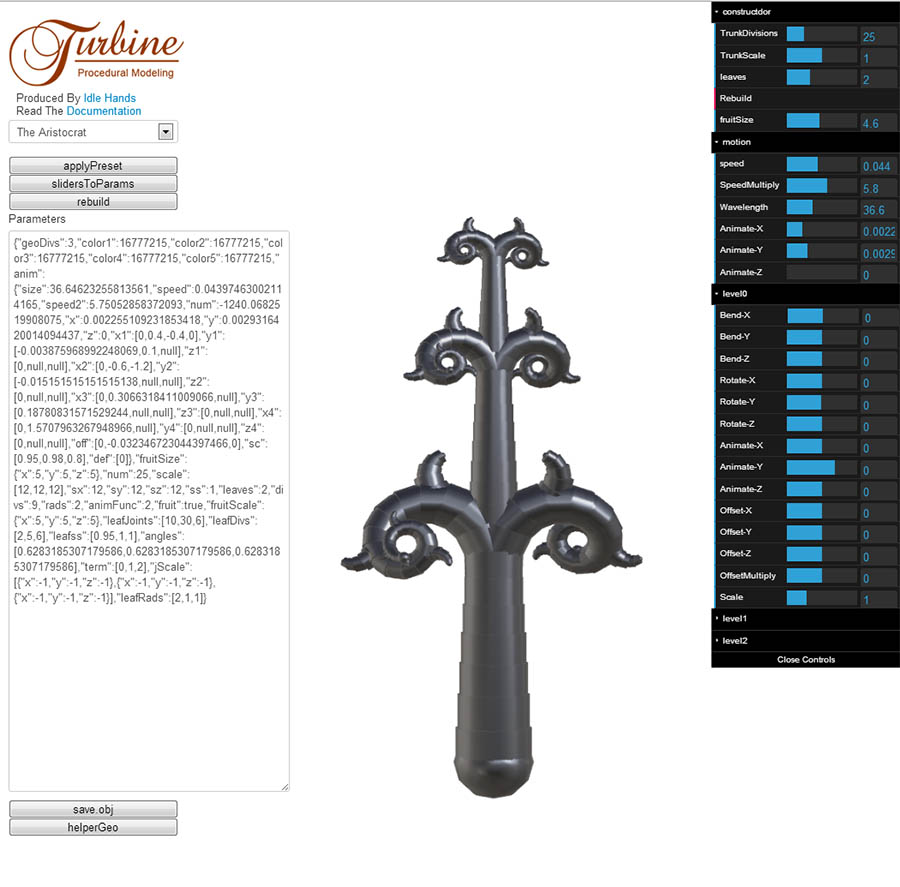 Turbine
Procedural Modeling
Produced By Idle Hands
Read The Documentation
The Aristocrat
applyPreset
slidersToParams
rebuild
Parameters
{"geoDivs":3,"color1":16777215,"color2":16777215,"col
or3":16777215,"color4":16777215,"color5":16777215,"
anim":
{"size":36.64623255813561,"speed":0.0439746300211
4165,"speed2":5.75052858372093,"num":-1240.06825
19908075,"x":0.002255109231853418,"y":0.00293164
20014094437,"z":0,"x1":[0,0.4,-0.4,0],"y1":
[-0.003875968992248069,0.1,null],"z1":
[0,null,null],"x2":[0,-0.6,-1.2],"y2":
[-0.015151515151515138,null,null],"z2":
[0,null,null],"x3":[0,0.3066318411009066,null],"y3":
[0.18780831571529244,null,null],"z3":[0,null,null],"x4":
[0,1.5707963267948966,null],"y4":[0,null,null],"z4":
[0,null,null],"off":[0,-0.032346723044397466,0],"sc":
[0.95,0.98,0.8],"def":[0]},"fruitSize":
{"x":5,"y":5,"z":5},"num":25,"scale":
[12,12,12],"sx":12,"sy":12,"sz":12,"ss":1,"leaves":2,"di
vs":9,"rads":2,"animFunc":2,"fruit":true,"fruitScale":
{"x":5,"y":5,"z":5},"leafJoints":[10,30,6],"leafDivs":
[2,5,6],"leafss":[0.95,1,1],"angles":
[0.6283185307179586,0.6283185307179586,0.62831
85307179586],"term":[0,1,2],"jScale":
[{"x":-1,"y":-1,"z":-1},{"x":-1,"y":-1,"z":-1},
{"x":-1,"y":-1,"z":-1}],"leafRads":[2,1,1]}
save.obj
helperGeo
constructdor
TrunkDivisions 25
TrunkScale 1
leaves 2
Rebuild
fruitSize 4.6
motion
speed 0.044
SpeedMultiply 5.8
Wavelength 36.6
Animate-X 0.0022
Animate-Y 0.0029
Animate-Z 0
level0
Bend-X 0
Bend-Y 0
Bend-Z 0
Rotate-X 0
Rotate-Y 0
Rotate-Z 0
Animate-X 0
Animate-Y 0
Animate-Z 0
Offset-X 0
Offset-Y 0
Offset-Z 0
OffsetMultiply 0
Scale 1
level1
level2
Close Controls